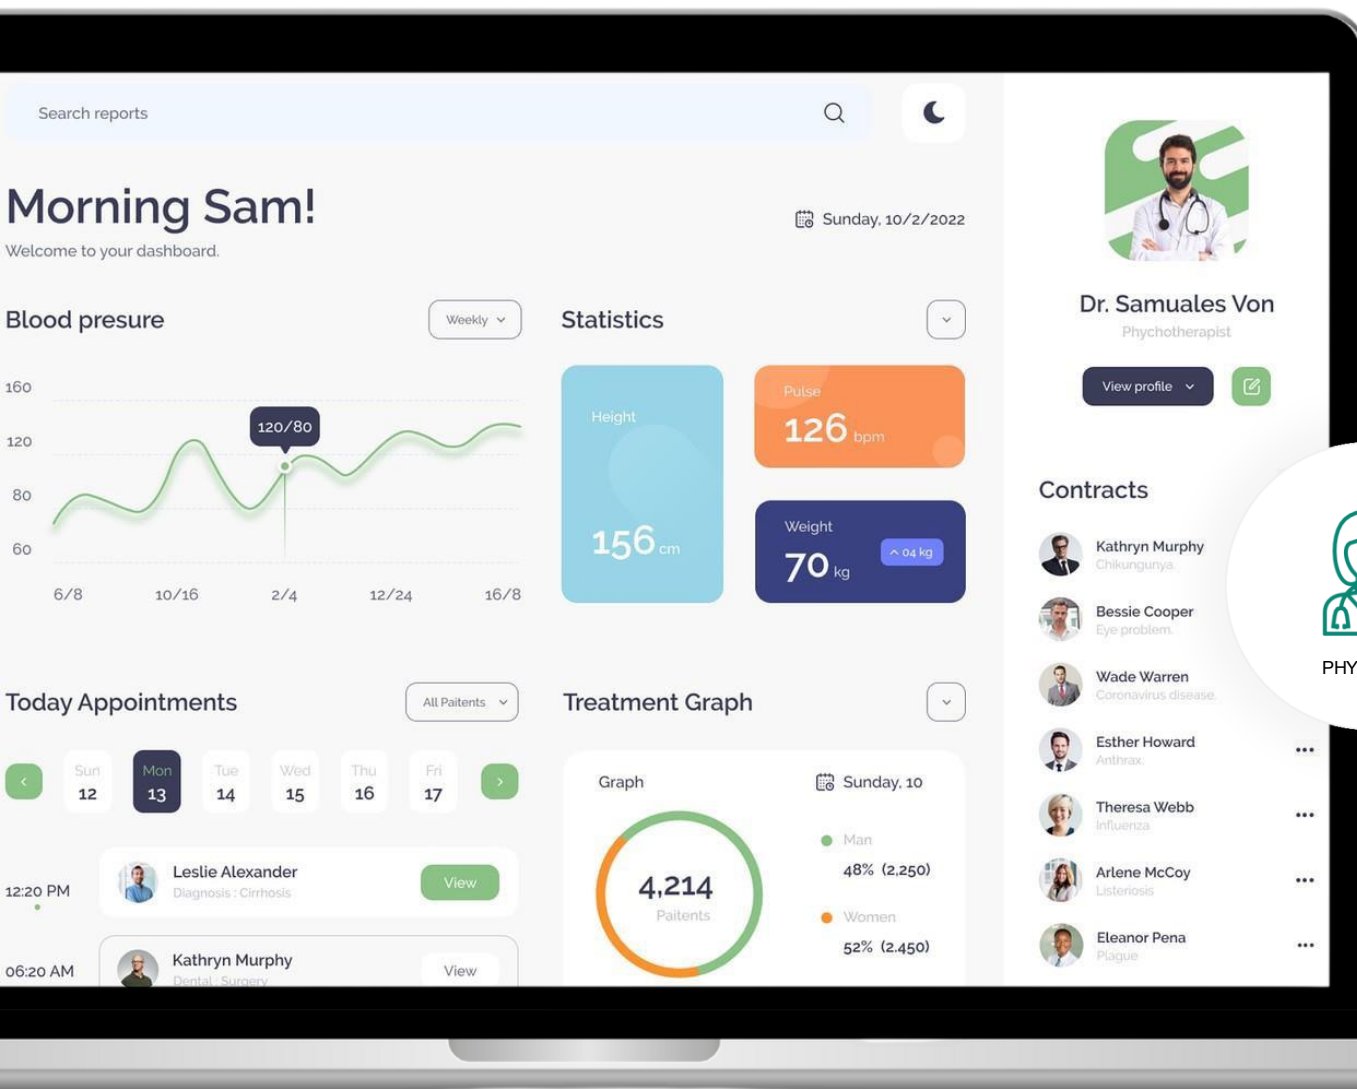 Search reports
Morning Sam!
Welcome to your dashboard.
Sunday, 10/2/2022
Blood presure
Weekly
160
120
80
60
120/80
6/8 10/16 2/4 12/24 16/8
Statistics
Height
156 cm
Pulse
126 bpm
Weight
70 kg
04 kg
Today Appointments
All Paitents
Sun Mon Tue Wed Thu Fri
12 13 14 15 16 17
12:20 PM
Leslie Alexander
Diagnosis : Cirrhosis
View
06:20 AM
Kathryn Murphy
Dental : Surgery
View
Treatment Graph
Graph
Sunday, 10
4,214
Paitents
Man
48% (2,250)
Women
52% (2.450)
Dr. Samuales Von
Phychotherapist
View profile
Contracts
Kathryn Murphy
Chikungunya.
Bessie Cooper
Eye problem.
Wade Warren
Coronavirus disease.
Esther Howard
Anthrax.
Theresa Webb
Influenza
Arlene McCoy
Listeriosis
Eleanor Pena
Plague
PHY